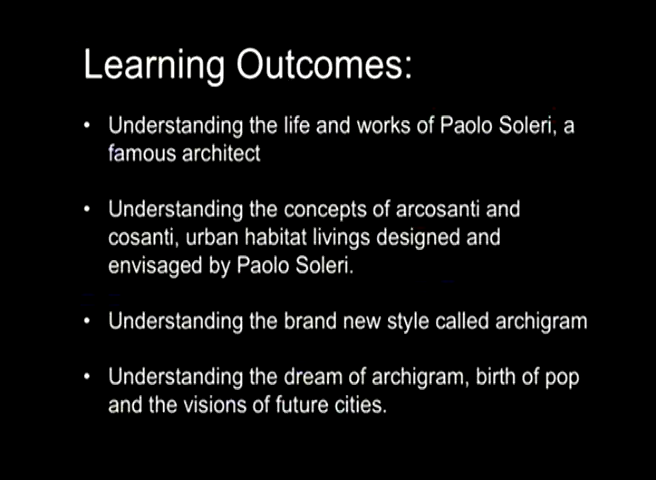 Learning Outcomes:
• Understanding the life and works of Paolo Soleri, a
famous architect
• Understanding the concepts of arcosanti and
cosanti, urban habitat livings designed and
envisaged by Paolo Soleri.
• Understanding the brand new style called archigram
• Understanding the dream of archigram, birth of pop
and the visions of future cities.